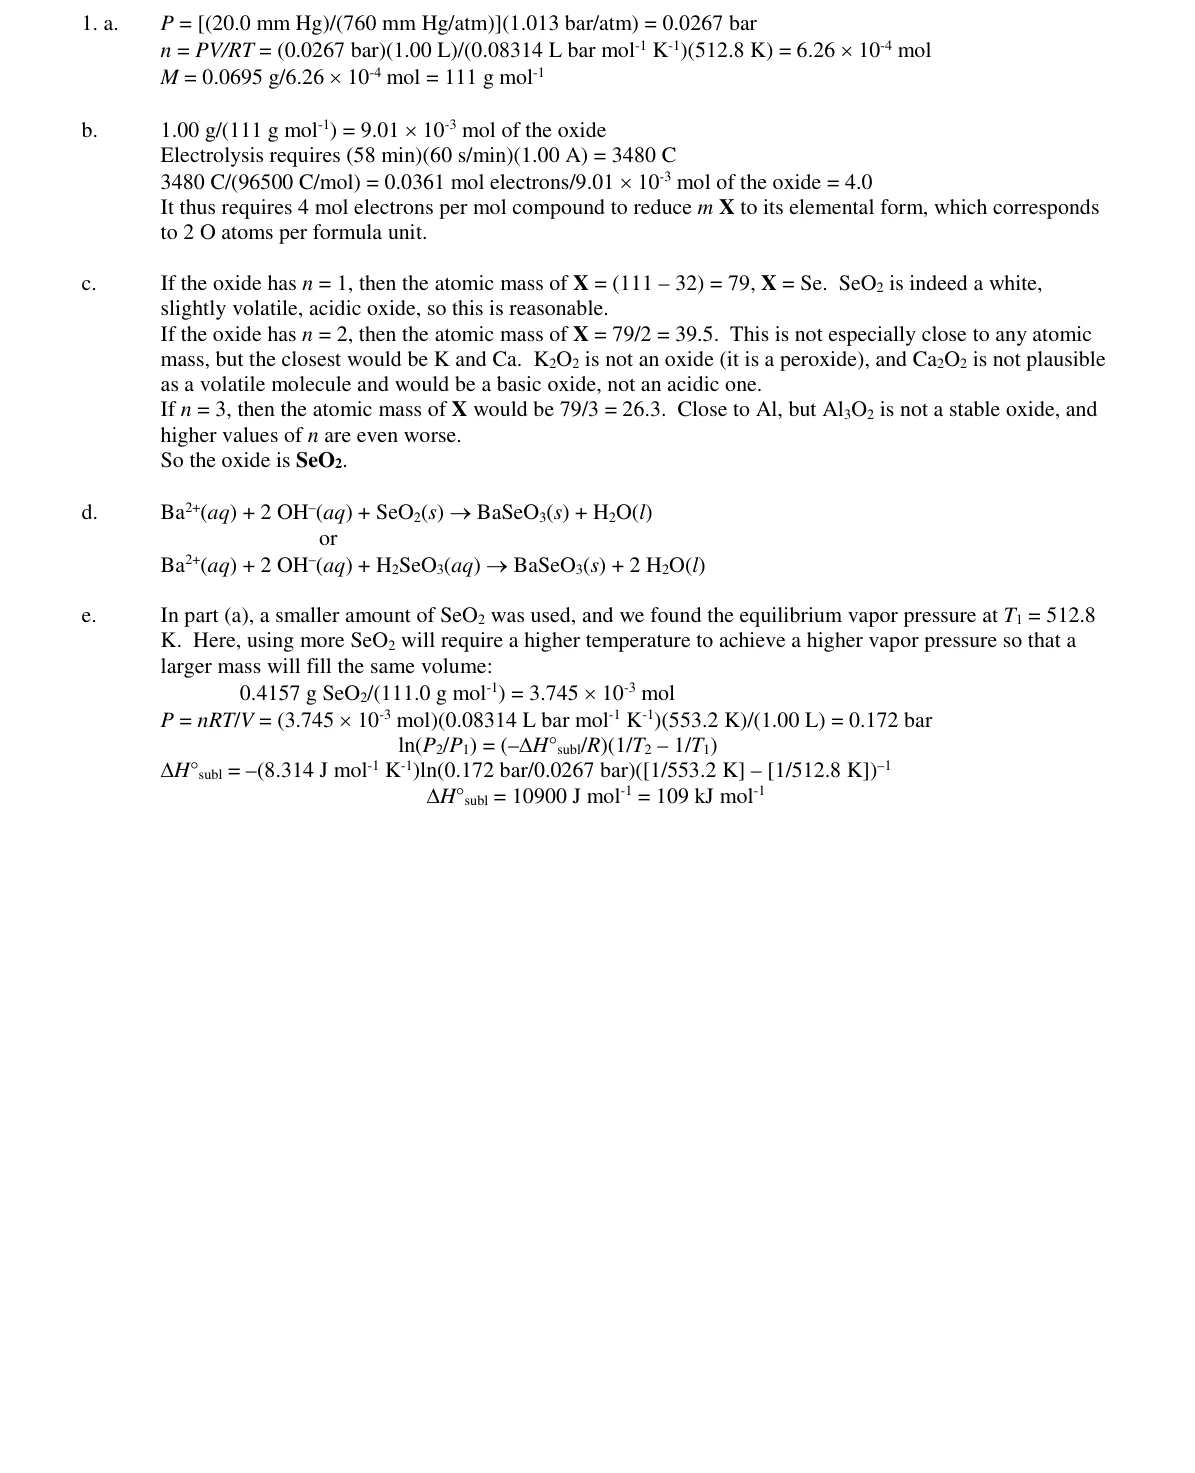 1. a. P = [(20.0 mm Hg)/(760 mm Hg/atm)](1.013 bar/atm) = 0.0267 bar
n = PV/RT = (0.0267 bar)(1.00 L)/(0.08314 L bar mol⁻¹ K⁻¹)(512.8 K) = 6.26 × 10⁻⁴ mol
M = 0.0695 g/6.26 × 10⁻⁴ mol = 111 g mol⁻¹
b. 1.00 g/(111 g mol⁻¹) = 9.01 × 10⁻³ mol of the oxide
Electrolysis requires (58 min)(60 s/min)(1.00 A) = 3480 C
3480 C/(96500 C/mol) = 0.0361 mol electrons/9.01 × 10⁻³ mol of the oxide = 4.0
It thus requires 4 mol electrons per mol compound to reduce m X to its elemental form, which corresponds
to 2 O atoms per formula unit.
c. If the oxide has n = 1, then the atomic mass of X = (111 – 32) = 79, X = Se. SeO₂ is indeed a white,
slightly volatile, acidic oxide, so this is reasonable.
If the oxide has n = 2, then the atomic mass of X = 79/2 = 39.5. This is not especially close to any atomic
mass, but the closest would be K and Ca. K₂O₂ is not an oxide (it is a peroxide), and Ca₂O₂ is not plausible
as a volatile molecule and would be a basic oxide, not an acidic one.
If n = 3, then the atomic mass of X would be 79/3 = 26.3. Close to Al, but Al₃O₂ is not a stable oxide, and
higher values of n are even worse.
So the oxide is SeO₂.
d. Ba²⁺(aq) + 2 OH⁻(aq) + SeO₂(s) → BaSeO₃(s) + H₂O(l)
or
Ba²⁺(aq) + 2 OH⁻(aq) + H₂SeO₃(aq) → BaSeO₃(s) + 2 H₂O(l)
e. In part (a), a smaller amount of SeO₂ was used, and we found the equilibrium vapor pressure at T₁ = 512.8
K. Here, using more SeO₂ will require a higher temperature to achieve a higher vapor pressure so that a
larger mass will fill the same volume:
0.4157 g SeO₂/(111.0 g mol⁻¹) = 3.745 × 10⁻³ mol
P = nRT/V = (3.745 × 10⁻³ mol)(0.08314 L bar mol⁻¹ K⁻¹)(553.2 K)/(1.00 L) = 0.172 bar
ln(P₂/P₁) = (–ΔH°subl/R)(1/T₂ – 1/T₁)
ΔH°subl = –(8.314 J mol⁻¹ K⁻¹)ln(0.172 bar/0.0267 bar)([1/553.2 K] – [1/512.8 K])⁻¹
ΔH°subl = 10900 J mol⁻¹ = 109 kJ mol⁻¹